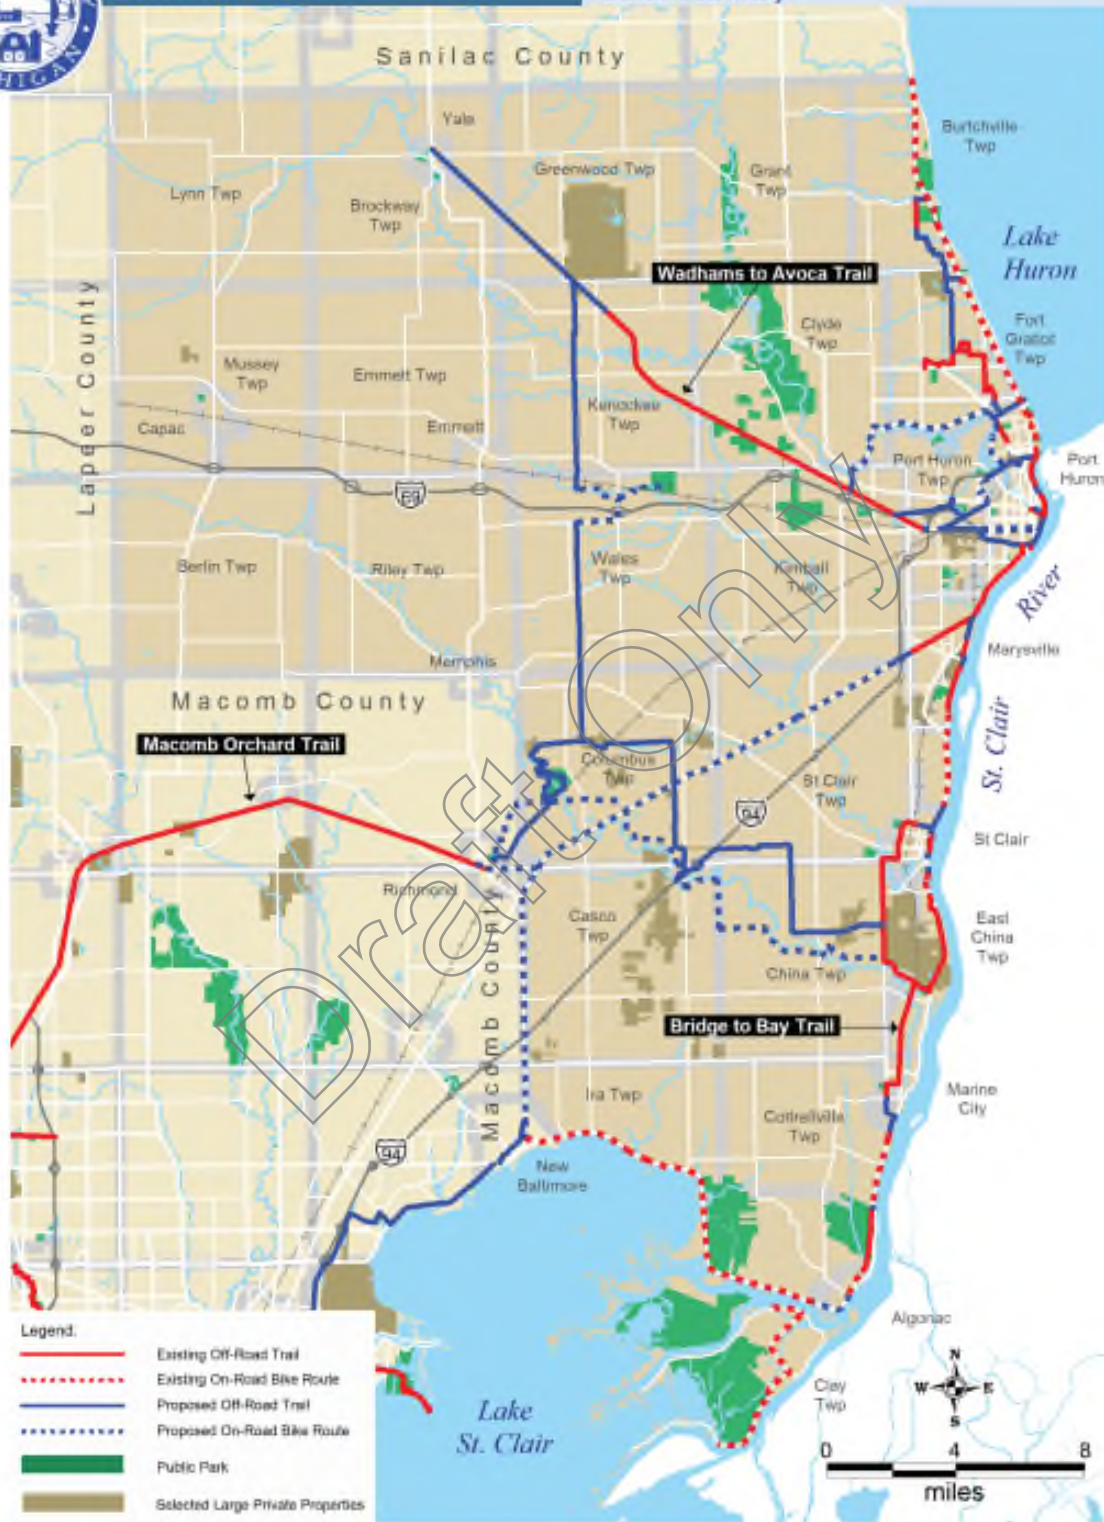 HIGAN
Sanilac County
Yale
Burtchville
Twp
Greenwood Twp
Grant
Twp
Lynn Twp
Brockway
Twp
Lake
Huron
Wadhams to Avoca Trail
Lapeer County
Fort
Gratiot
Twp
Clyde
Twp
Mussey
Twp
Emmett Twp
Kenockee
Twp
Capac
Emmett
Port Huron
Twp
Port
Huron
69
Berlin Twp
Riley Twp
Wales
Twp
Kimball
Twp
River
Memphis
Marysville
Macomb County
St. Clair
Macomb Orchard Trail
Columbus
Twp
St Clair
Twp
94
St Clair
Richmond
Casco
Twp
East
China
Twp
Macomb County
China Twp
Bridge to Bay Trail
Ira Twp
Marine
City
Cottrellville
Twp
94
New
Baltimore
Draft Only
Algonac
Legend:
Existing Off-Road Trail
Existing On-Road Bike Route
Proposed Off-Road Trail
Proposed On-Road Bike Route
Public Park
Selected Large Private Properties
Lake
St. Clair
Clay
Twp
N
W E
S
0 4 8
miles